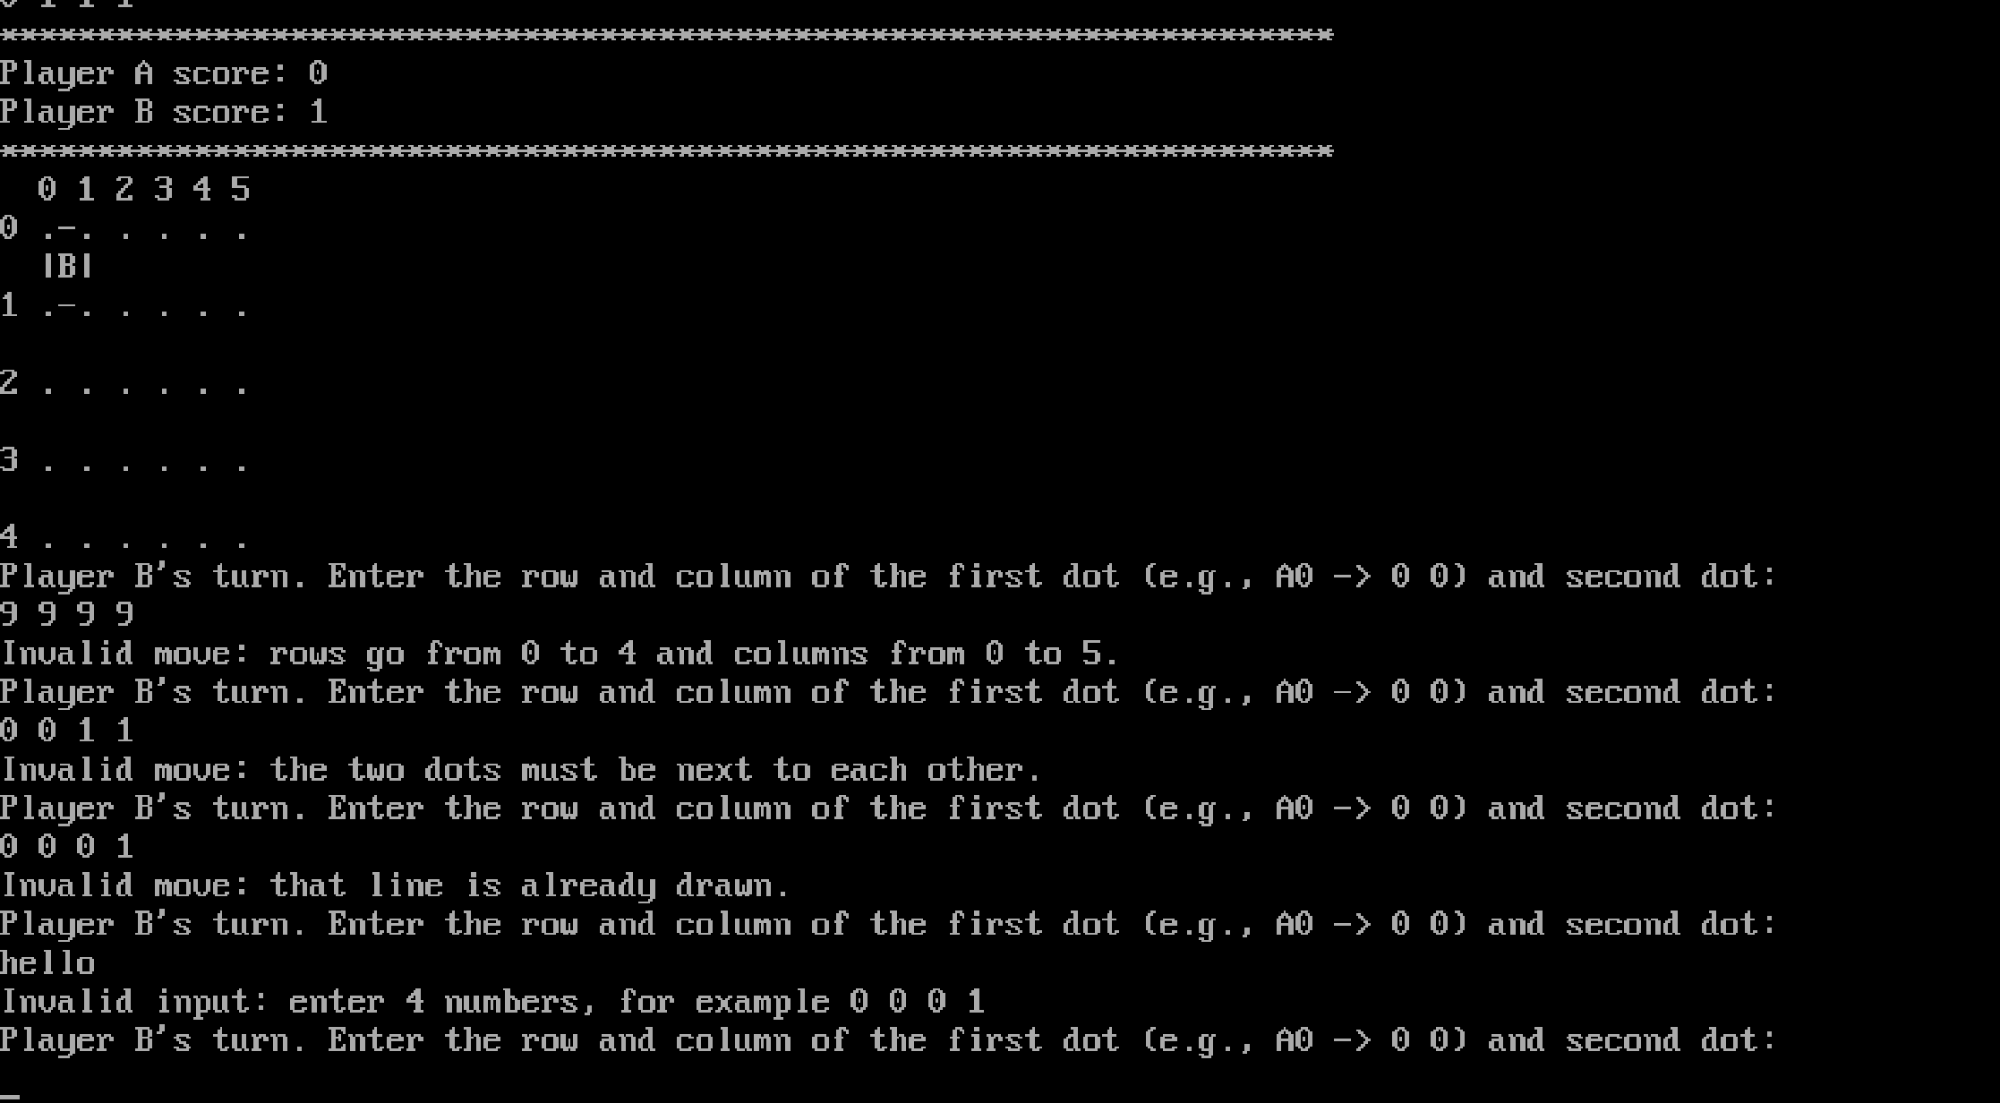 0 1 1 1
*********************************************************************
Player A score: 0
Player B score: 1
*********************************************************************
  0 1 2 3 4 5
0 .-. . . . .
  |B|
1 .-. . . . .
2 . . . . . .
3 . . . . . .
4 . . . . . .
Player B's turn. Enter the row and column of the first dot (e.g., A0 -> 0 0) and second dot:
9 9 9 9
Invalid move: rows go from 0 to 4 and columns from 0 to 5.
Player B's turn. Enter the row and column of the first dot (e.g., A0 -> 0 0) and second dot:
0 0 1 1
Invalid move: the two dots must be next to each other.
Player B's turn. Enter the row and column of the first dot (e.g., A0 -> 0 0) and second dot:
0 0 0 1
Invalid move: that line is already drawn.
Player B's turn. Enter the row and column of the first dot (e.g., A0 -> 0 0) and second dot:
hello
Invalid input: enter 4 numbers, for example 0 0 0 1
Player B's turn. Enter the row and column of the first dot (e.g., A0 -> 0 0) and second dot:
_